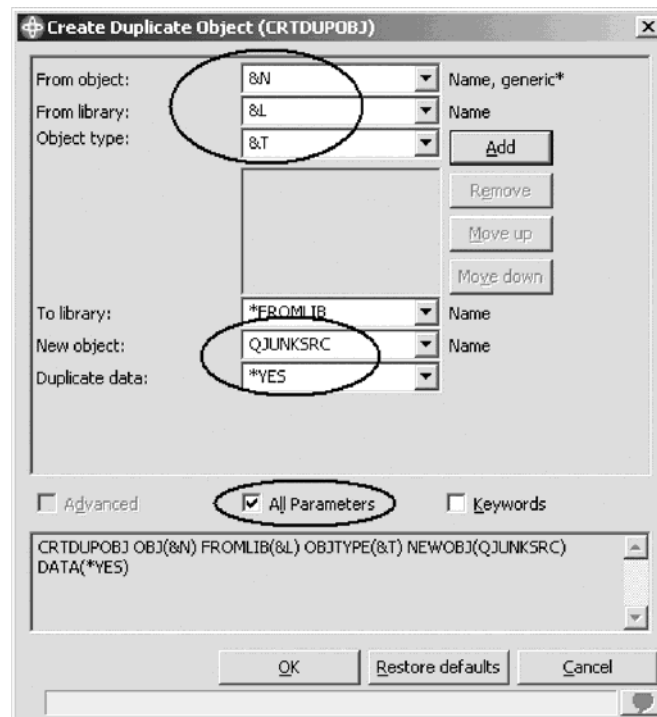 Create Duplicate Object (CRTDUPOBJ)
From object: &N Name, generic*
From library: &L Name
Object type: &T
Add
Remove
Move up
Move down
To library: *FROMLIB Name
New object: QJUNKSRC Name
Duplicate data: *YES
Advanced All Parameters Keywords
CRTDUPOBJ OBJ(&N) FROMLIB(&L) OBJTYPE(&T) NEWOBJ(QJUNKSRC)
DATA(*YES)
OK Restore defaults Cancel